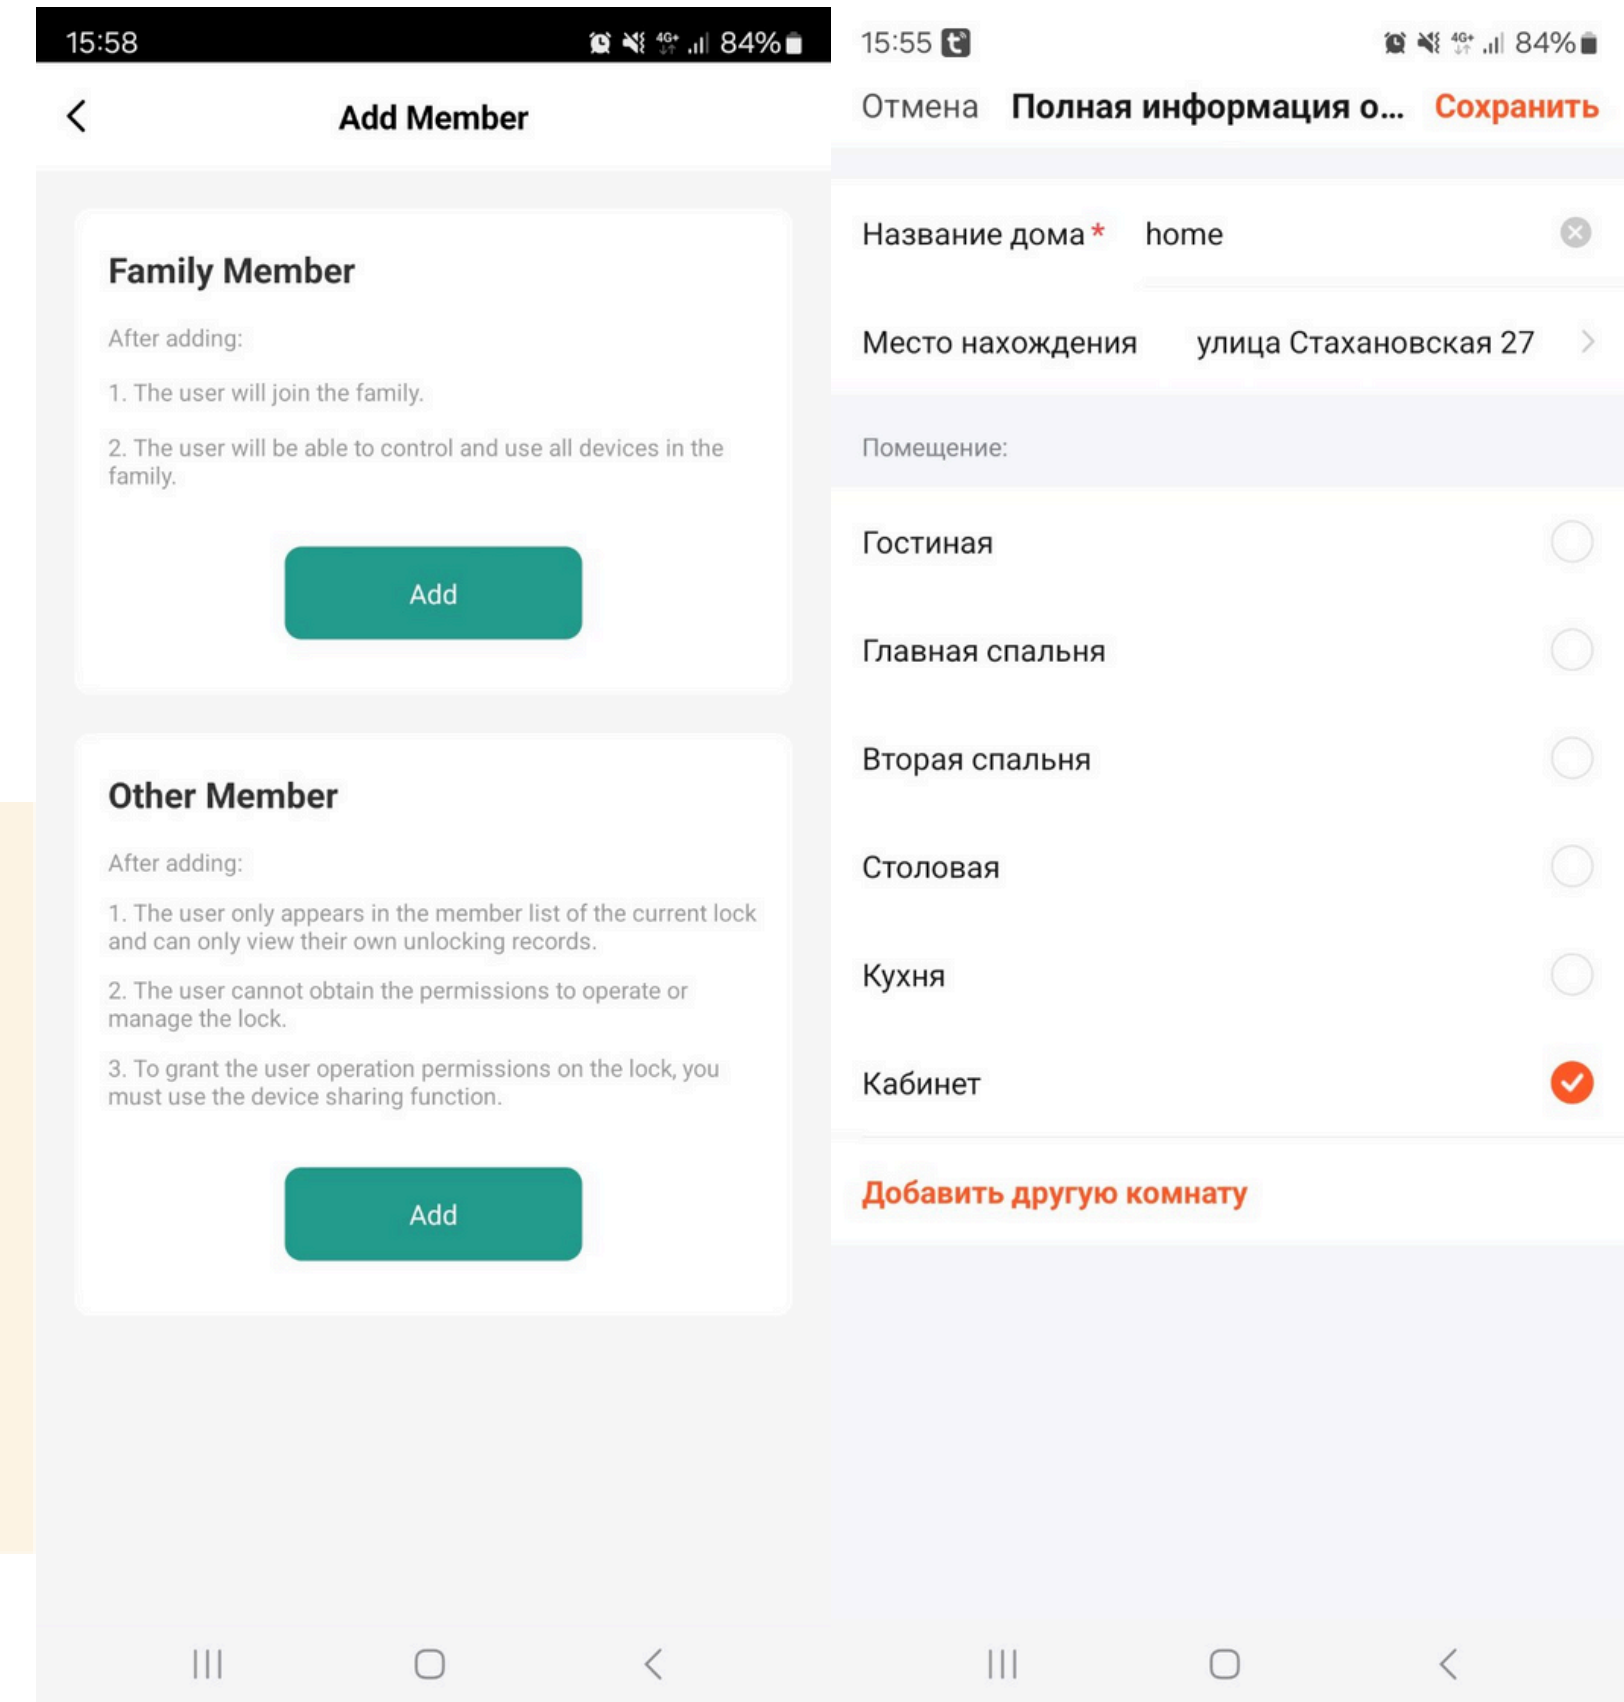 15:58
4G+
84%
Add Member
Family Member
After adding:
1. The user will join the family.
2. The user will be able to control and use all devices in the
family.
Add
Other Member
After adding:
1. The user only appears in the member list of the current lock
and can only view their own unlocking records.
2. The user cannot obtain the permissions to operate or
manage the lock.
3. To grant the user operation permissions on the lock, you
must use the device sharing function.
Add
15:55
4G+
84%
Отмена
Полная информация о...
Сохранить
Название дома*
home
Место нахождения
улица Стахановская 27
Помещение:
Гостиная
Главная спальня
Вторая спальня
Столовая
Кухня
Кабинет
Добавить другую комнату